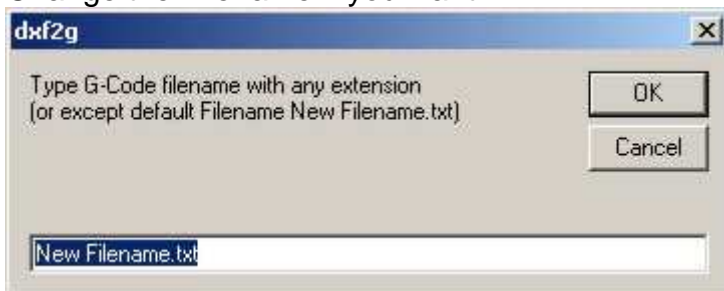 dxf2g
Type G-Code filename with any extension
(or except default Filename New Filename.txt)
OK
Cancel
New Filename.txt